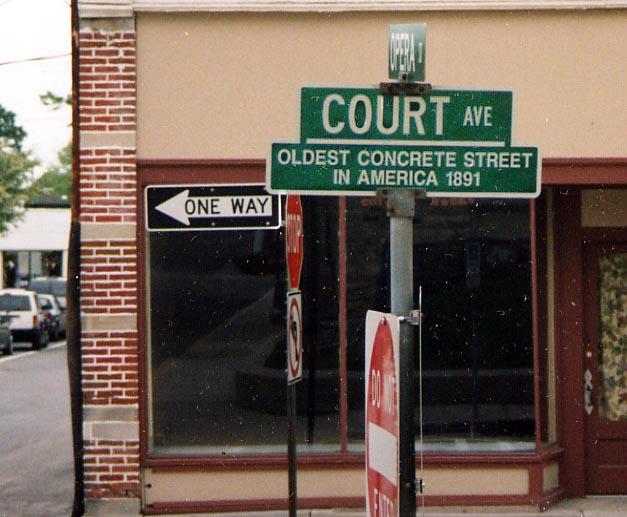 OPERA
COURT AVE
OLDEST CONCRETE STREET
IN AMERICA 1891
ONE WAY
STOP
DO NOT
ENTER